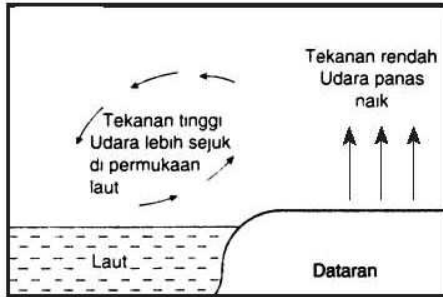 Tekanan rendah
Udara panas
naik
Tekanan tinggi
Udara lebih sejuk
di permukaan
laut
Laut
Dataran